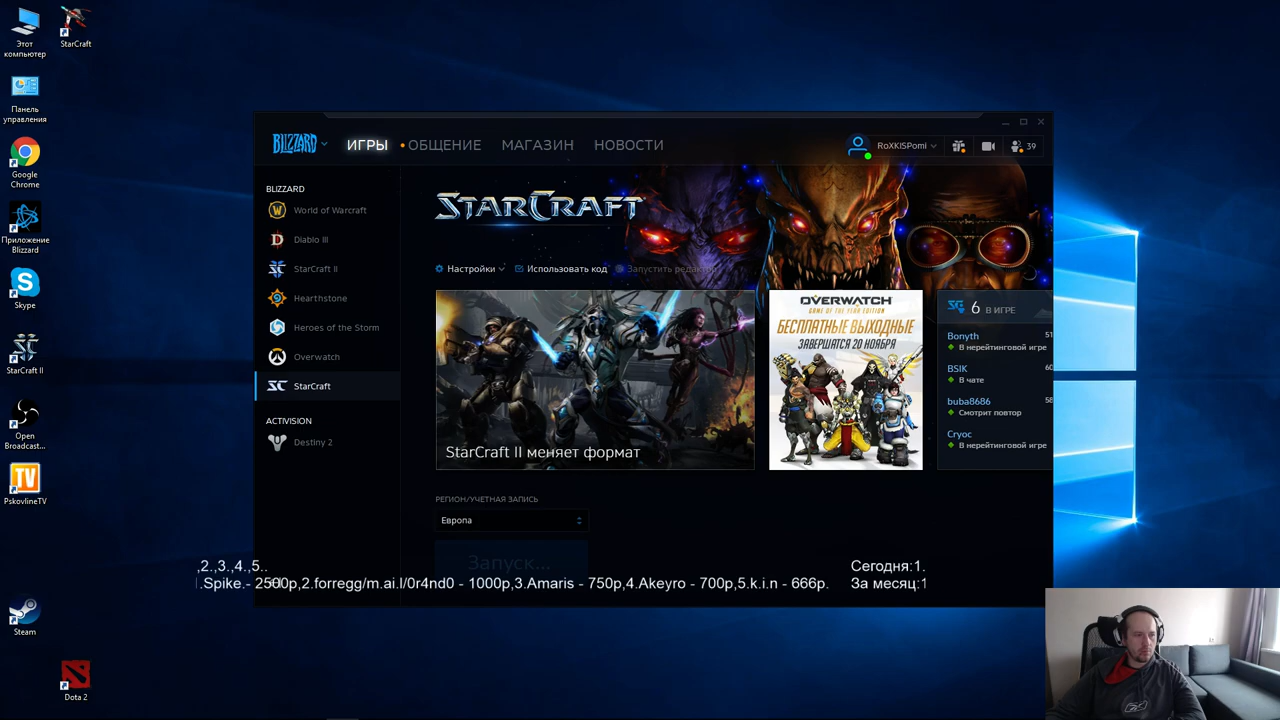 Этот
компьютер
StarCraft
Панель
управления
Google
Chrome
Приложение
Blizzard
Skype
StarCraft II
Open
Broadcast...
PskovlineTV
Steam
Dota 2
BLIZZARD
ИГРЫ
ОБЩЕНИЕ
МАГАЗИН
НОВОСТИ
RoXKISPomi
39
BLIZZARD
World of Warcraft
Diablo III
StarCraft II
Hearthstone
Heroes of the Storm
Overwatch
StarCraft
ACTIVISION
Destiny 2
STARCRAFT
Настройки
Использовать код
Запустить редактор
StarCraft II меняет формат
OVERWATCH
GAME OF THE YEAR EDITION
БЕСПЛАТНЫЕ ВЫХОДНЫЕ
ЗАВЕРШАТСЯ 20 НОЯБРЯ
6 В ИГРЕ
Bonyth 51
В нерейтинговой игре
BSIK 60
В чате
buba8686 58
Смотрит повтор
Cryoc
В нерейтинговой игре
РЕГИОН/УЧЕТНАЯ ЗАПИСЬ
Европа
Запуск...
,2.,3.,4.,5..
.Spike.- 2500p,2.forregg/m.ai.l/0r4nd0 - 1000p,3.Amaris - 750p,4.Akeyro - 700p,5.k.i.n - 666p.
Сегодня:1.
За месяц:1